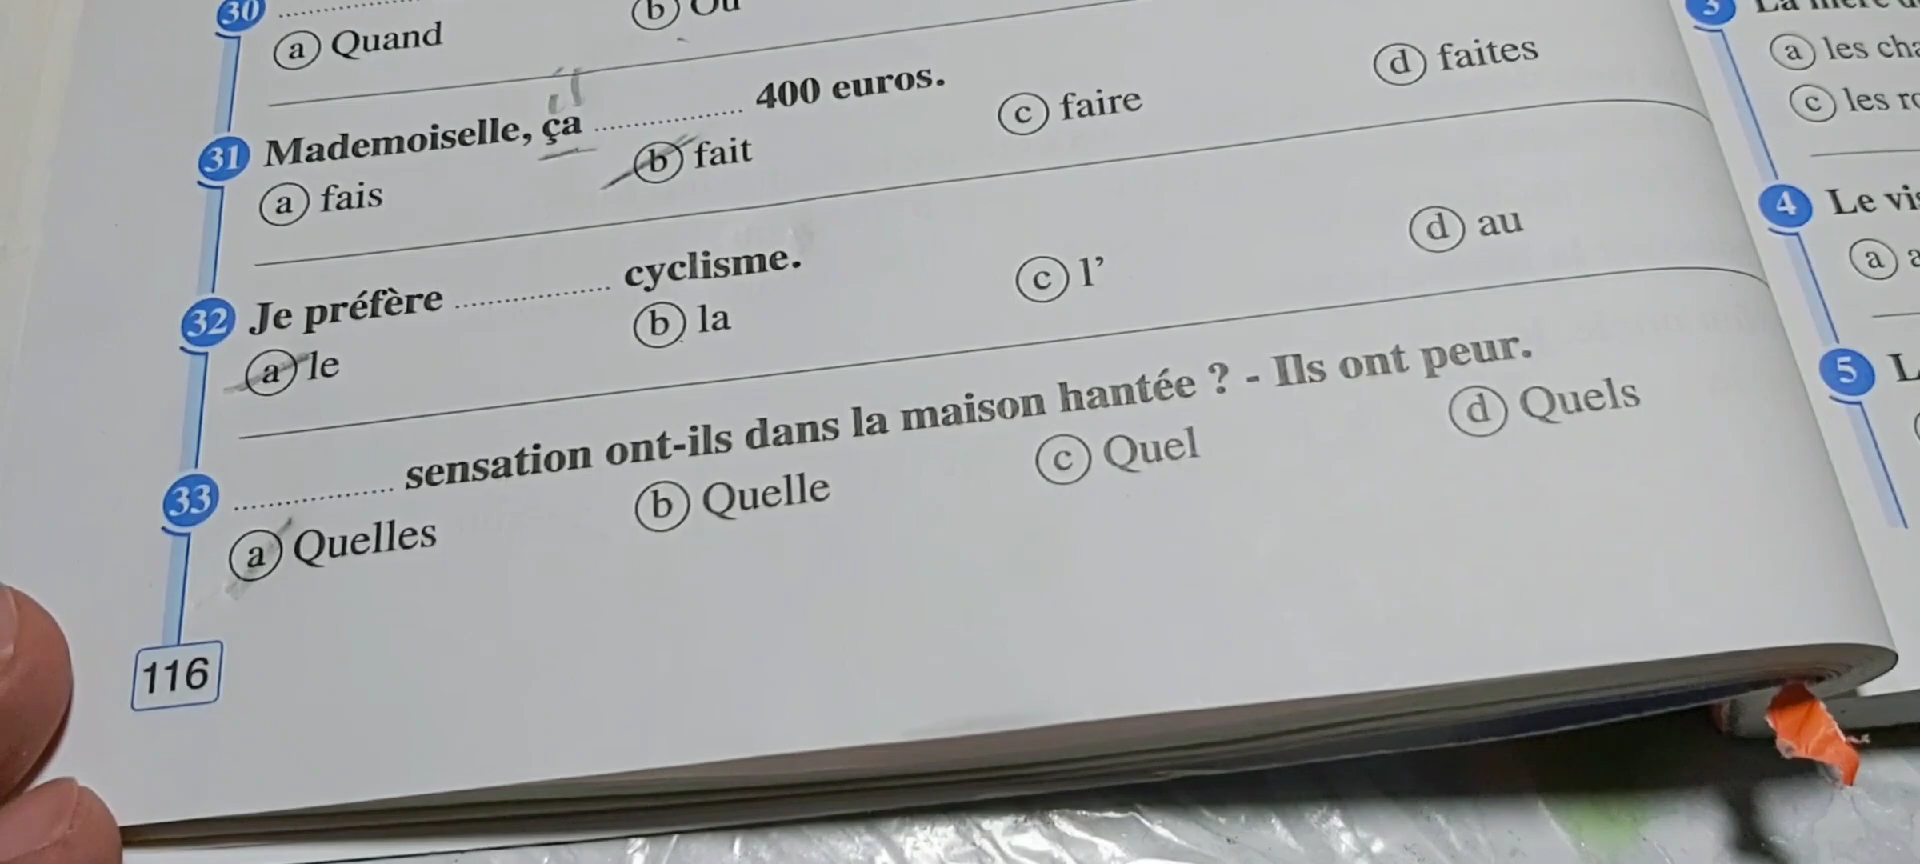 30 ....................
a Quand
b Où
31 Mademoiselle, ça .................... 400 euros.
il
a fais
b fait
c faire
d faites
32 Je préfère .................... cyclisme.
a le
b la
c l’
d au
33 .................... sensation ont-ils dans la maison hantée ? - Ils ont peur.
a Quelles
b Quelle
c Quel
d Quels
116
3
a les
c les
4 Le
a
5